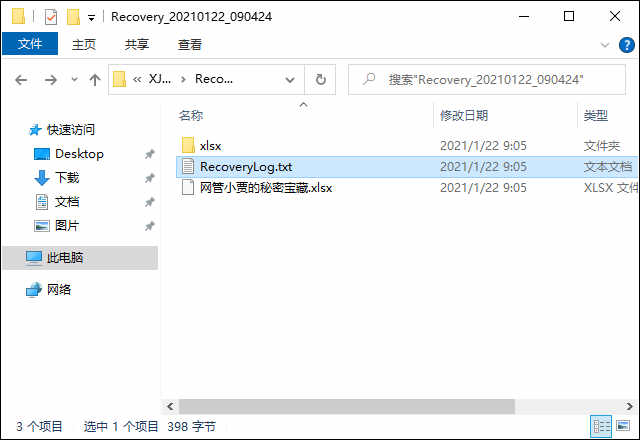 Recovery_20210122_090424
文件 主页 共享 查看
« XJ... Reco... 搜索"Recovery_20210122_090424"
名称 修改日期 类型
快速访问
Desktop
下载
文档
图片
此电脑
网络
xlsx 2021/1/22 9:05 文件夹
RecoveryLog.txt 2021/1/22 9:05 文本文档
网管小贾的秘密宝藏.xlsx 2021/1/22 9:05 XLSX 文件
3 个项目 选中 1 个项目 398 字节